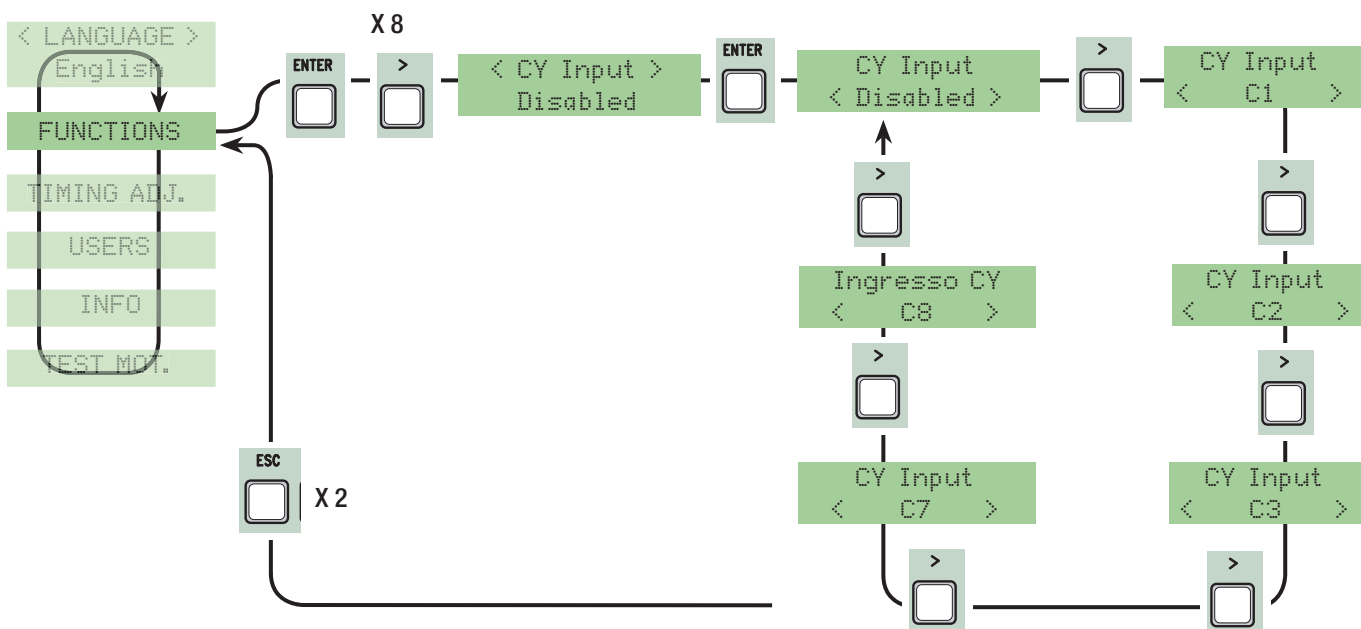 < LANGUAGE >
English
FUNCTIONS
TIMING ADJ.
USERS
INFO
TEST MOT.
X 8
ENTER
>
< CY Input >
Disabled
ENTER
CY Input
< Disabled >
>
CY Input
< C1 >
>
CY Input
< C2 >
>
CY Input
< C3 >
>
>
CY Input
< C7 >
>
Ingresso CY
< C8 >
>
ESC
X 2